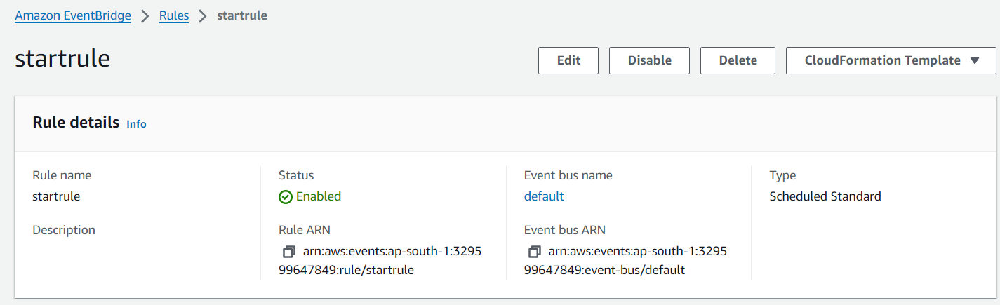 Amazon EventBridge > Rules > startrule
startrule
Edit
Disable
Delete
CloudFormation Template
Rule details Info
Rule name
startrule
Description
Status
Enabled
Rule ARN
arn:aws:events:ap-south-1:3295
99647849:rule/startrule
Event bus name
default
Event bus ARN
arn:aws:events:ap-south-1:3295
99647849:event-bus/default
Type
Scheduled Standard